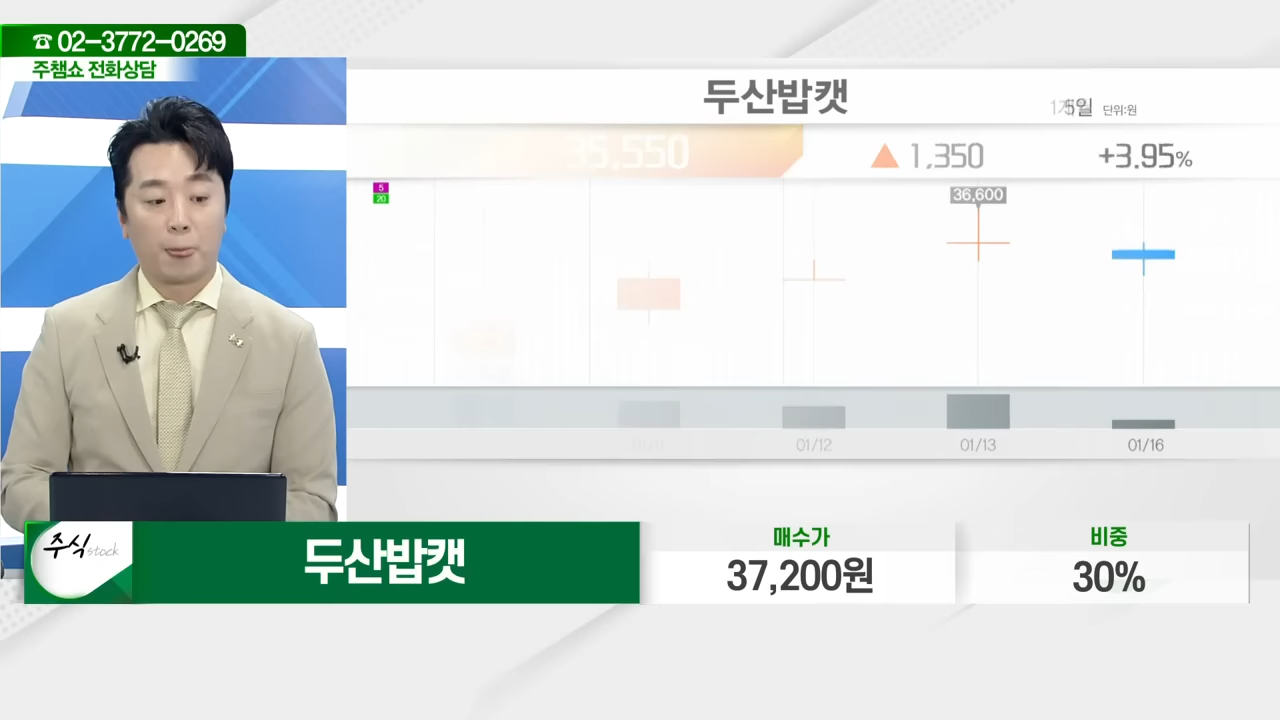 ☎ 02-3772-0269
주챔쇼 전화상담
두산밥캣
5일 단위:원
35,550 ▲ 1,350 +3.95%
5
20
36,600
01/12 01/13 01/16
주식 stock
두산밥캣
매수가 비중
37,200원 30%